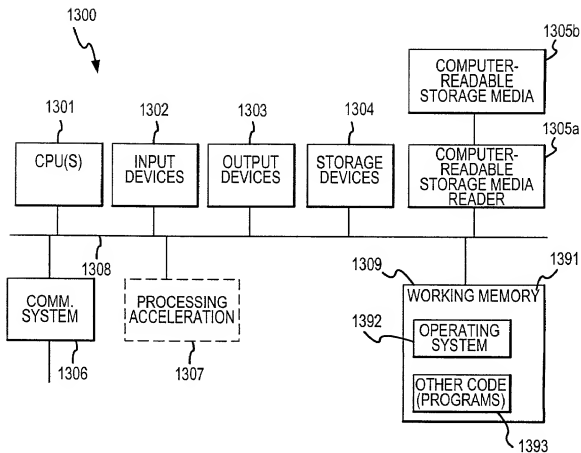 1300
1305b
COMPUTER-
READABLE
STORAGE MEDIA
1301
1302
1303
1304
1305a
CPU(S)
INPUT
DEVICES
OUTPUT
DEVICES
STORAGE
DEVICES
COMPUTER-
READABLE
STORAGE MEDIA
READER
1308
1309
1391
COMM.
SYSTEM
PROCESSING
ACCELERATION
WORKING MEMORY
1392
OPERATING
SYSTEM
1306
1307
OTHER CODE
(PROGRAMS)
1393